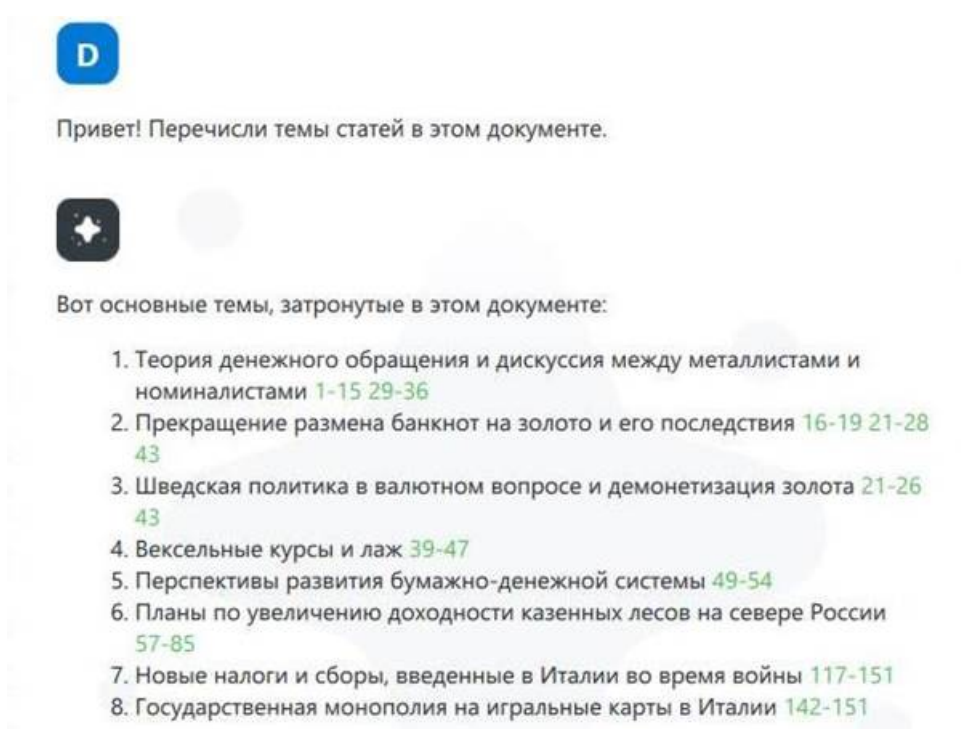 D
Привет! Перечисли темы статей в этом документе.
Вот основные темы, затронутые в этом документе:
1. Теория денежного обращения и дискуссия между металлистами и
номиналистами 1-15 29-36
2. Прекращение размена банкнот на золото и его последствия 16-19 21-28
43
3. Шведская политика в валютном вопросе и демонетизация золота 21-26
43
4. Вексельные курсы и лаж 39-47
5. Перспективы развития бумажно-денежной системы 49-54
6. Планы по увеличению доходности казенных лесов на севере России
57-85
7. Новые налоги и сборы, введенные в Италии во время войны 117-151
8. Государственная монополия на игральные карты в Италии 142-151